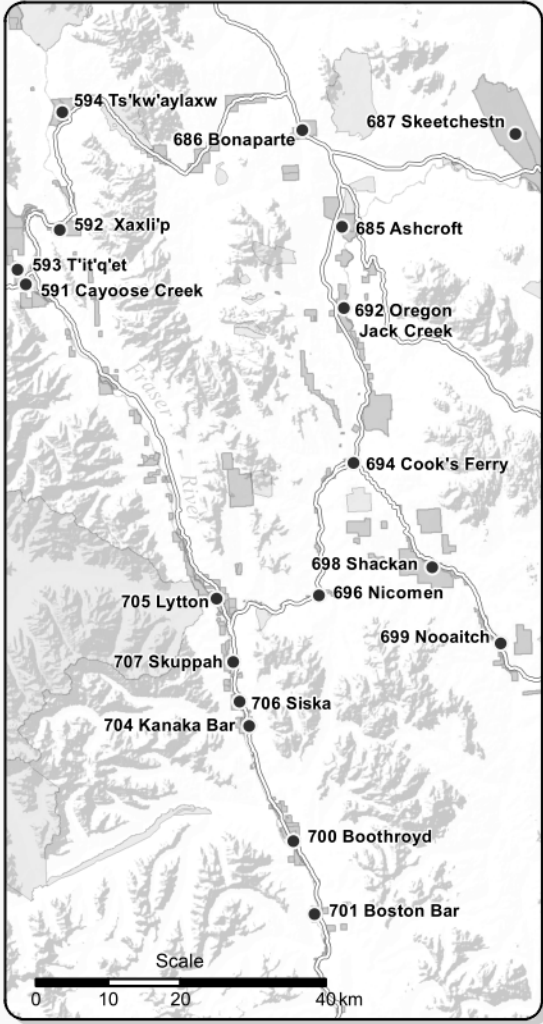 594 Ts'kw'aylaxw
687 Skeetchestn
686 Bonaparte
592 Xaxli'p
685 Ashcroft
593 T'it'q'et
591 Cayoose Creek
692 Oregon
Jack Creek
Fraser
River
694 Cook's Ferry
698 Shackan
705 Lytton
696 Nicomen
699 Nooaitch
707 Skuppah
706 Siska
704 Kanaka Bar
700 Boothroyd
701 Boston Bar
Scale
0 10 20 40 km